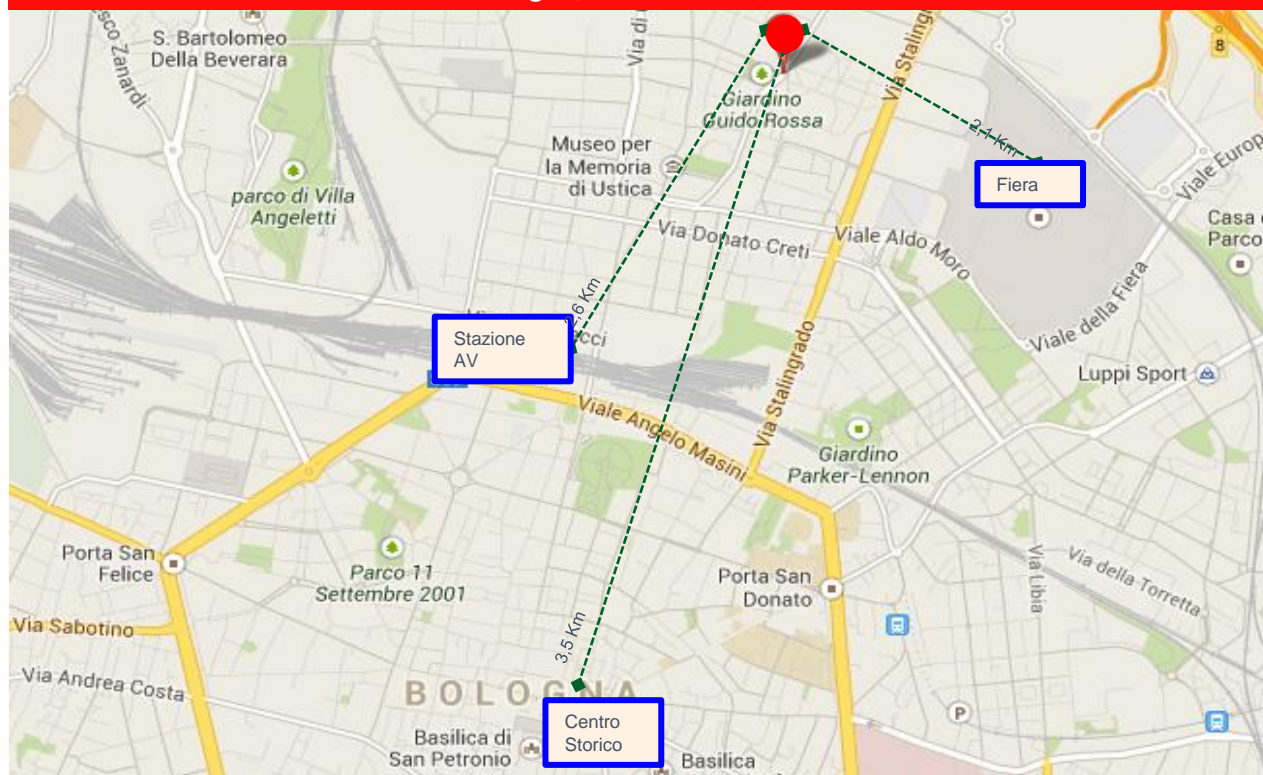 S. Bartolomeo
Della Beverara
Zanardi
Via di
Via Stalingr
8
Giardino
Guido Rossa
2,1 Km
Museo per
la Memoria
di Ustica
Fiera
Viale Europ
parco di Villa
Angeletti
Via Donato Creti
Viale Aldo Moro
Casa
Parco
Viale della Fiera
2,6 Km
Stazione
AV
Via Stalingrado
Luppi Sport
Viale Angelo Masini
Giardino
Parker-Lennon
Porta San
Felice
Parco 11
Settembre 2001
Porta San
Donato
Via Libia
Via della Torretta
Via Sabotino
3,5 Km
Via Andrea Costa
BOLOGNA
Centro
Storico
P
Basilica di
San Petronio
Basilica